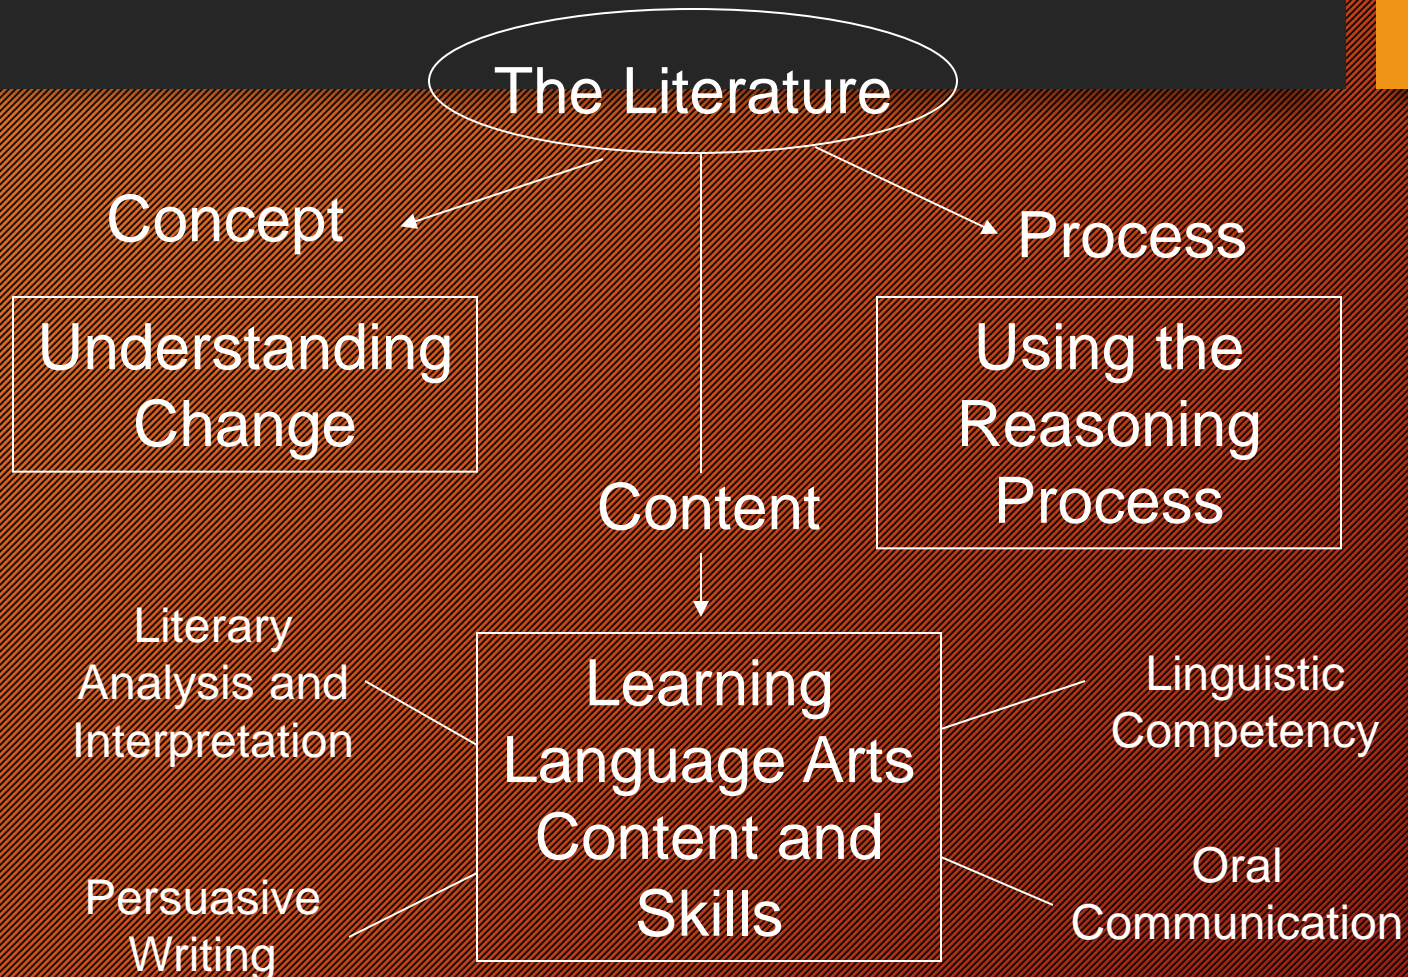 The Literature
Concept
Process
Understanding
Change
Using the
Reasoning
Process
Content
Literary
Analysis and
Interpretation
Learning
Language Arts
Content and
Skills
Linguistic
Competency
Persuasive
Writing
Oral
Communication